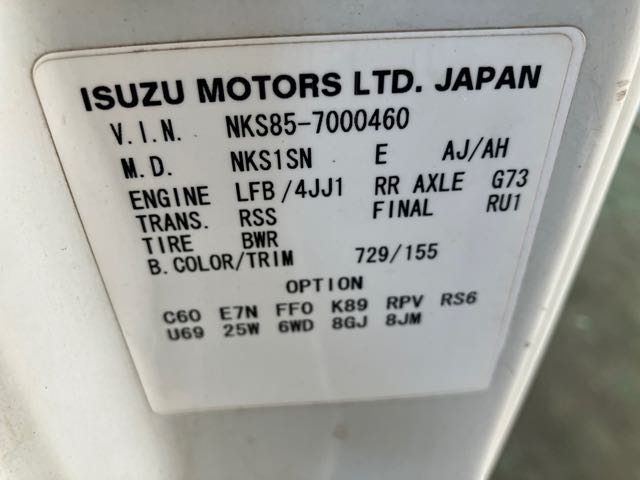 ISUZU MOTORS LTD. JAPAN
V.I.N. NKS85-7000460
M.D. NKS1SN E AJ/AH
ENGINE LFB/4JJ1 RR AXLE G73
TRANS. RSS FINAL RU1
TIRE BWR
B.COLOR/TRIM 729/155
OPTION
C60 E7N FF0 K89 RPV RS6
U69 25W 6WD 8GJ 8JM